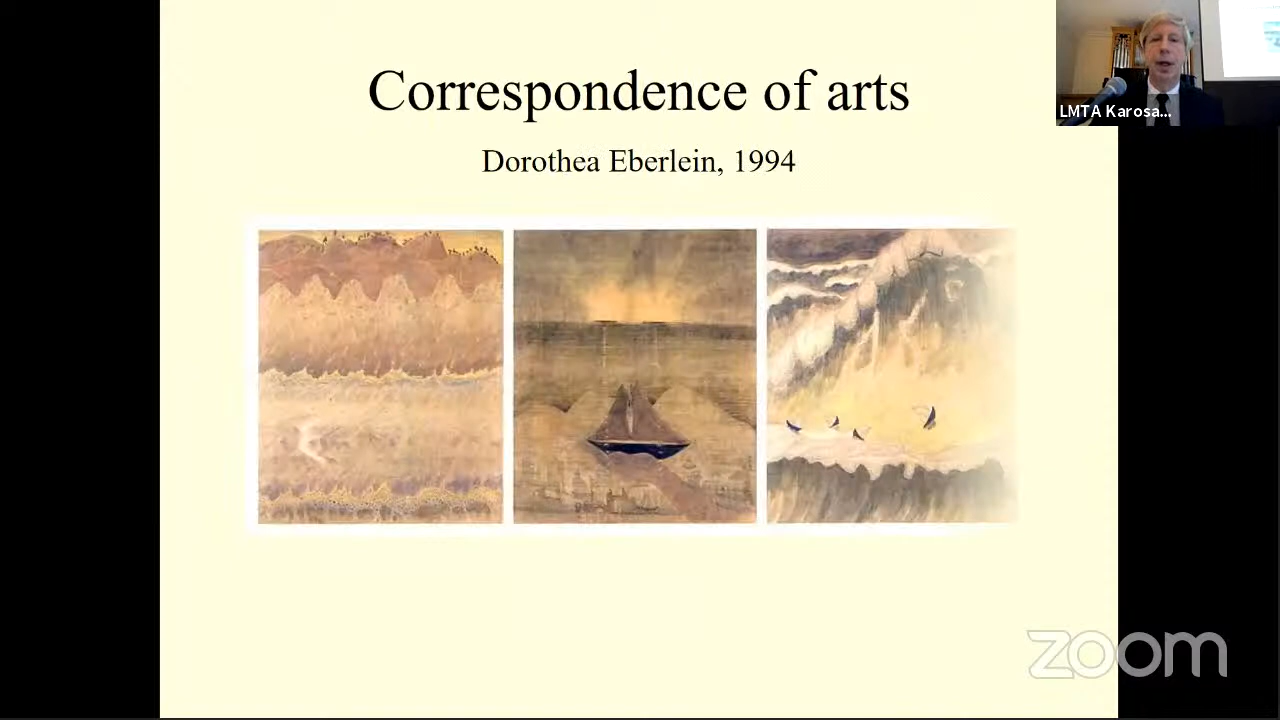 Correspondence of arts
Dorothea Eberlein, 1994
LMTA Karosa...
zoom